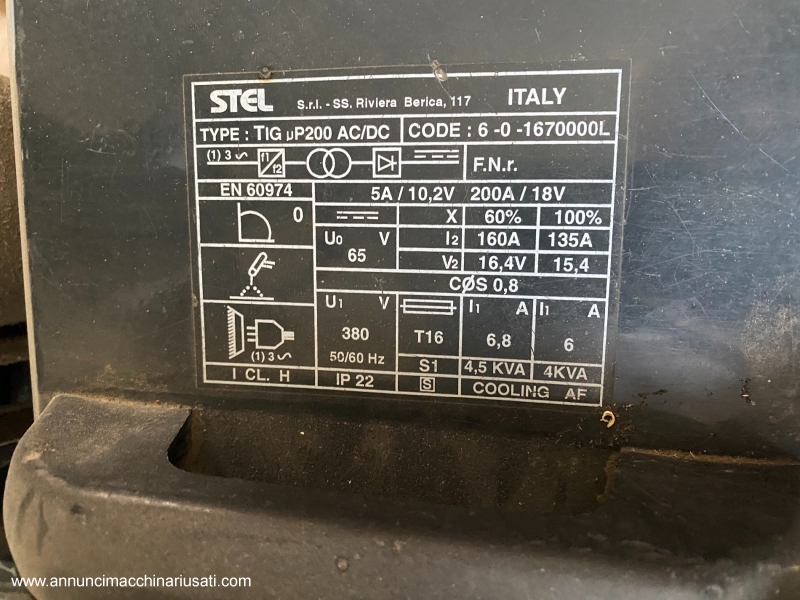 STEL S.r.l. - SS. Riviera Berica, 117 ITALY
TYPE : TIG µP200 AC/DC CODE : 6 -0 -1670000L
(1) 3 ~ f1 f2 F.N.r.
EN 60974 5A / 10,2V 200A / 18V
0 X 60% 100%
U0 V 65 I2 160A 135A
V2 16,4V 15,4
CØS 0,8
U1 V I1 A I1 A
380 T16 6,8 6
(1) 3 ~ 50/60 Hz S1 4,5 KVA 4KVA
I CL. H IP 22 S COOLING AF
www.annuncimacchinariusati.com